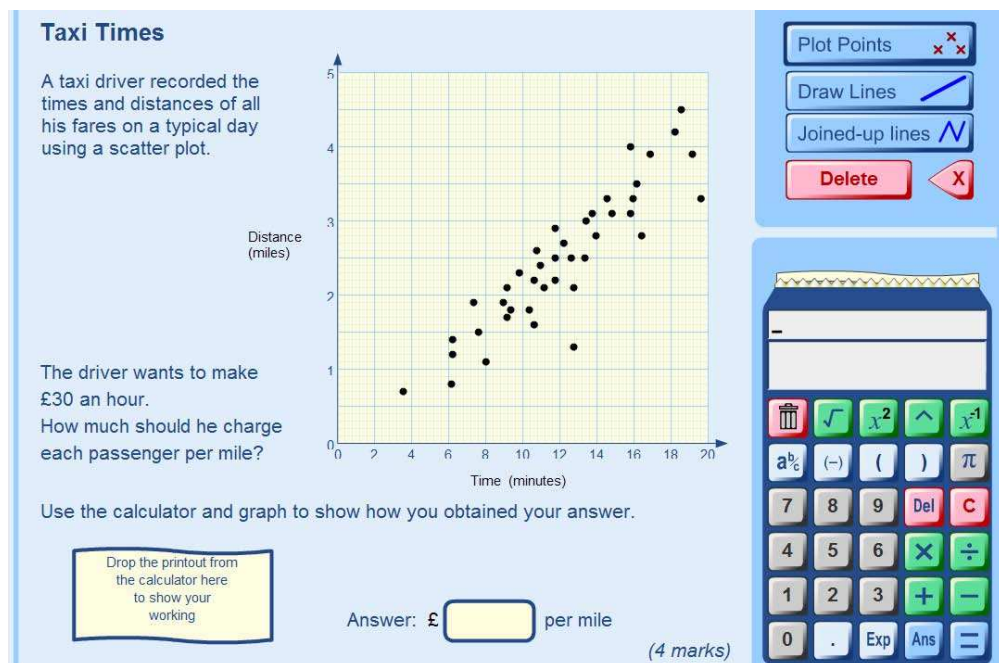 Taxi Times
A taxi driver recorded the
times and distances of all
his fares on a typical day
using a scatter plot.
5
4
3
2
1
0
Distance
(miles)
0 2 4 6 8 10 12 14 16 18 20
Time (minutes)
The driver wants to make
£30 an hour.
How much should he charge
each passenger per mile?
Use the calculator and graph to show how you obtained your answer.
Drop the printout from
the calculator here
to show your
working
Answer: £
per mile
(4 marks)
Plot Points
Draw Lines
Joined-up lines
Delete X
√ x² ^ x⁻¹
ab/c (−) ( ) π
7 8 9 Del C
4 5 6 × ÷
1 2 3 + −
0 . Exp Ans =